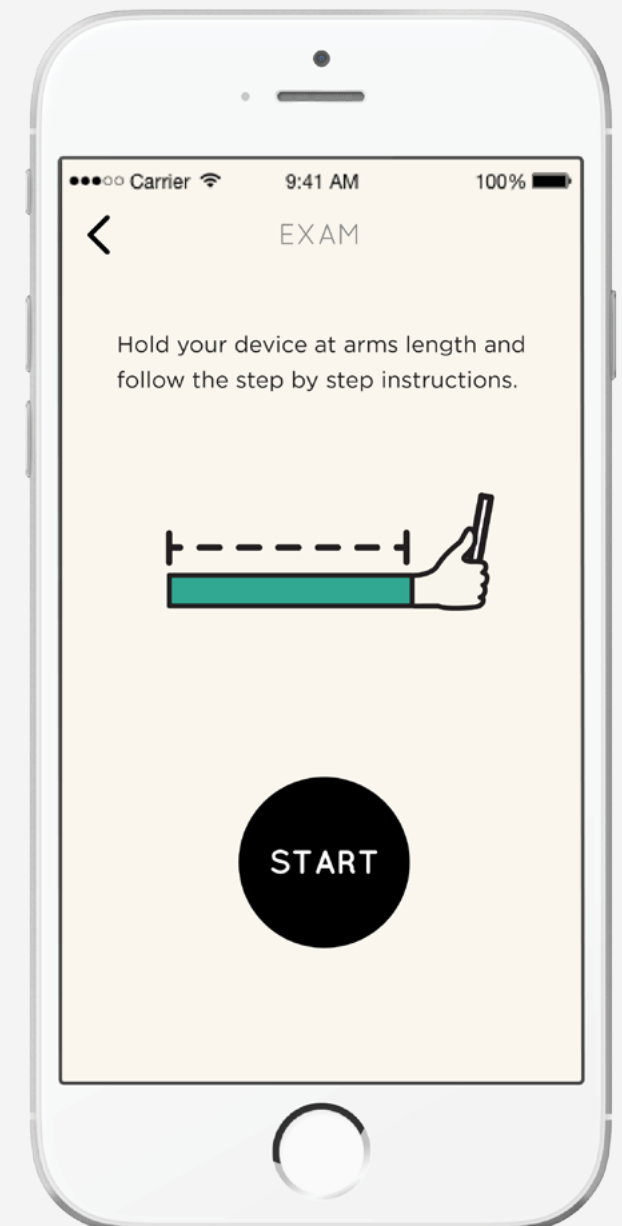 Carrier 9:41 AM 100%
EXAM
Hold your device at arms length and
follow the step by step instructions.
START